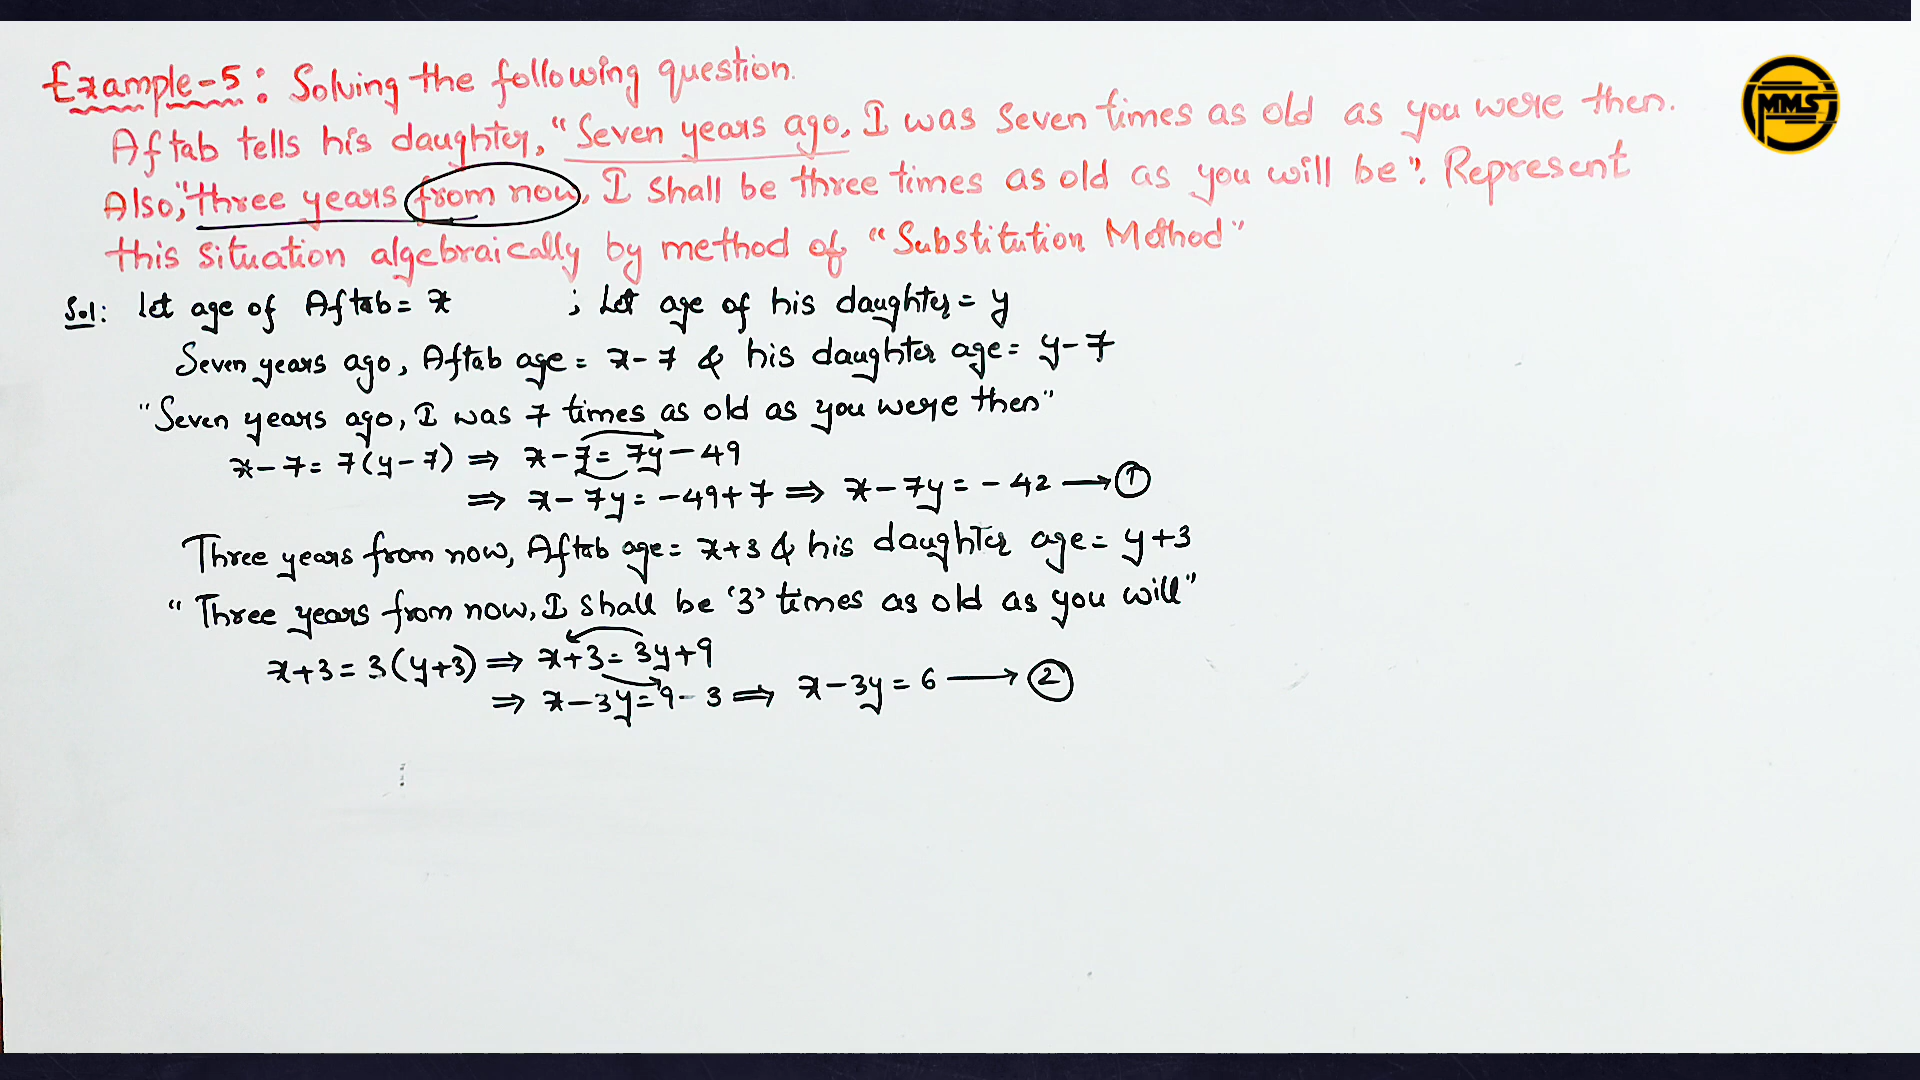 Example-5: Solving the following question.
MMS
Aftab tells his daughter, "Seven years ago, I was seven times as old as you were then.
Also, "three years from now, I shall be three times as old as you will be". Represent
this situation algebraically by method of "Substitution Method"
Sol: let age of Aftab = x ; Let age of his daughter = y
Seven years ago, Aftab age = x-7 & his daughter age = y-7
"Seven years ago, I was 7 times as old as you were then"
x-7 = 7(y-7) ⇒ x-7 = 7y-49
⇒ x-7y = -49+7 ⇒ x-7y = -42 → ①
Three years from now, Aftab age = x+3 & his daughter age = y+3
"Three years from now, I shall be '3' times as old as you will"
x+3 = 3(y+3) ⇒ x+3 = 3y+9
⇒ x-3y = 9-3 ⇒ x-3y = 6 → ②